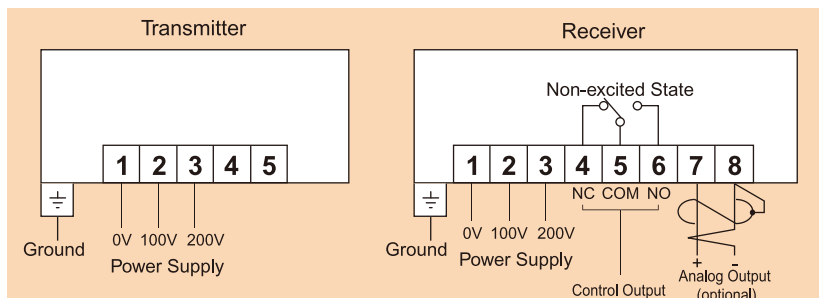 Transmitter
1 2 3 4 5
Ground
0V 100V 200V
Power Supply
Receiver
Non-excited State
1 2 3 4 5 6 7 8
NC COM NO
Ground
0V 100V 200V
Power Supply
Control Output
+ -
Analog Output
(optional)